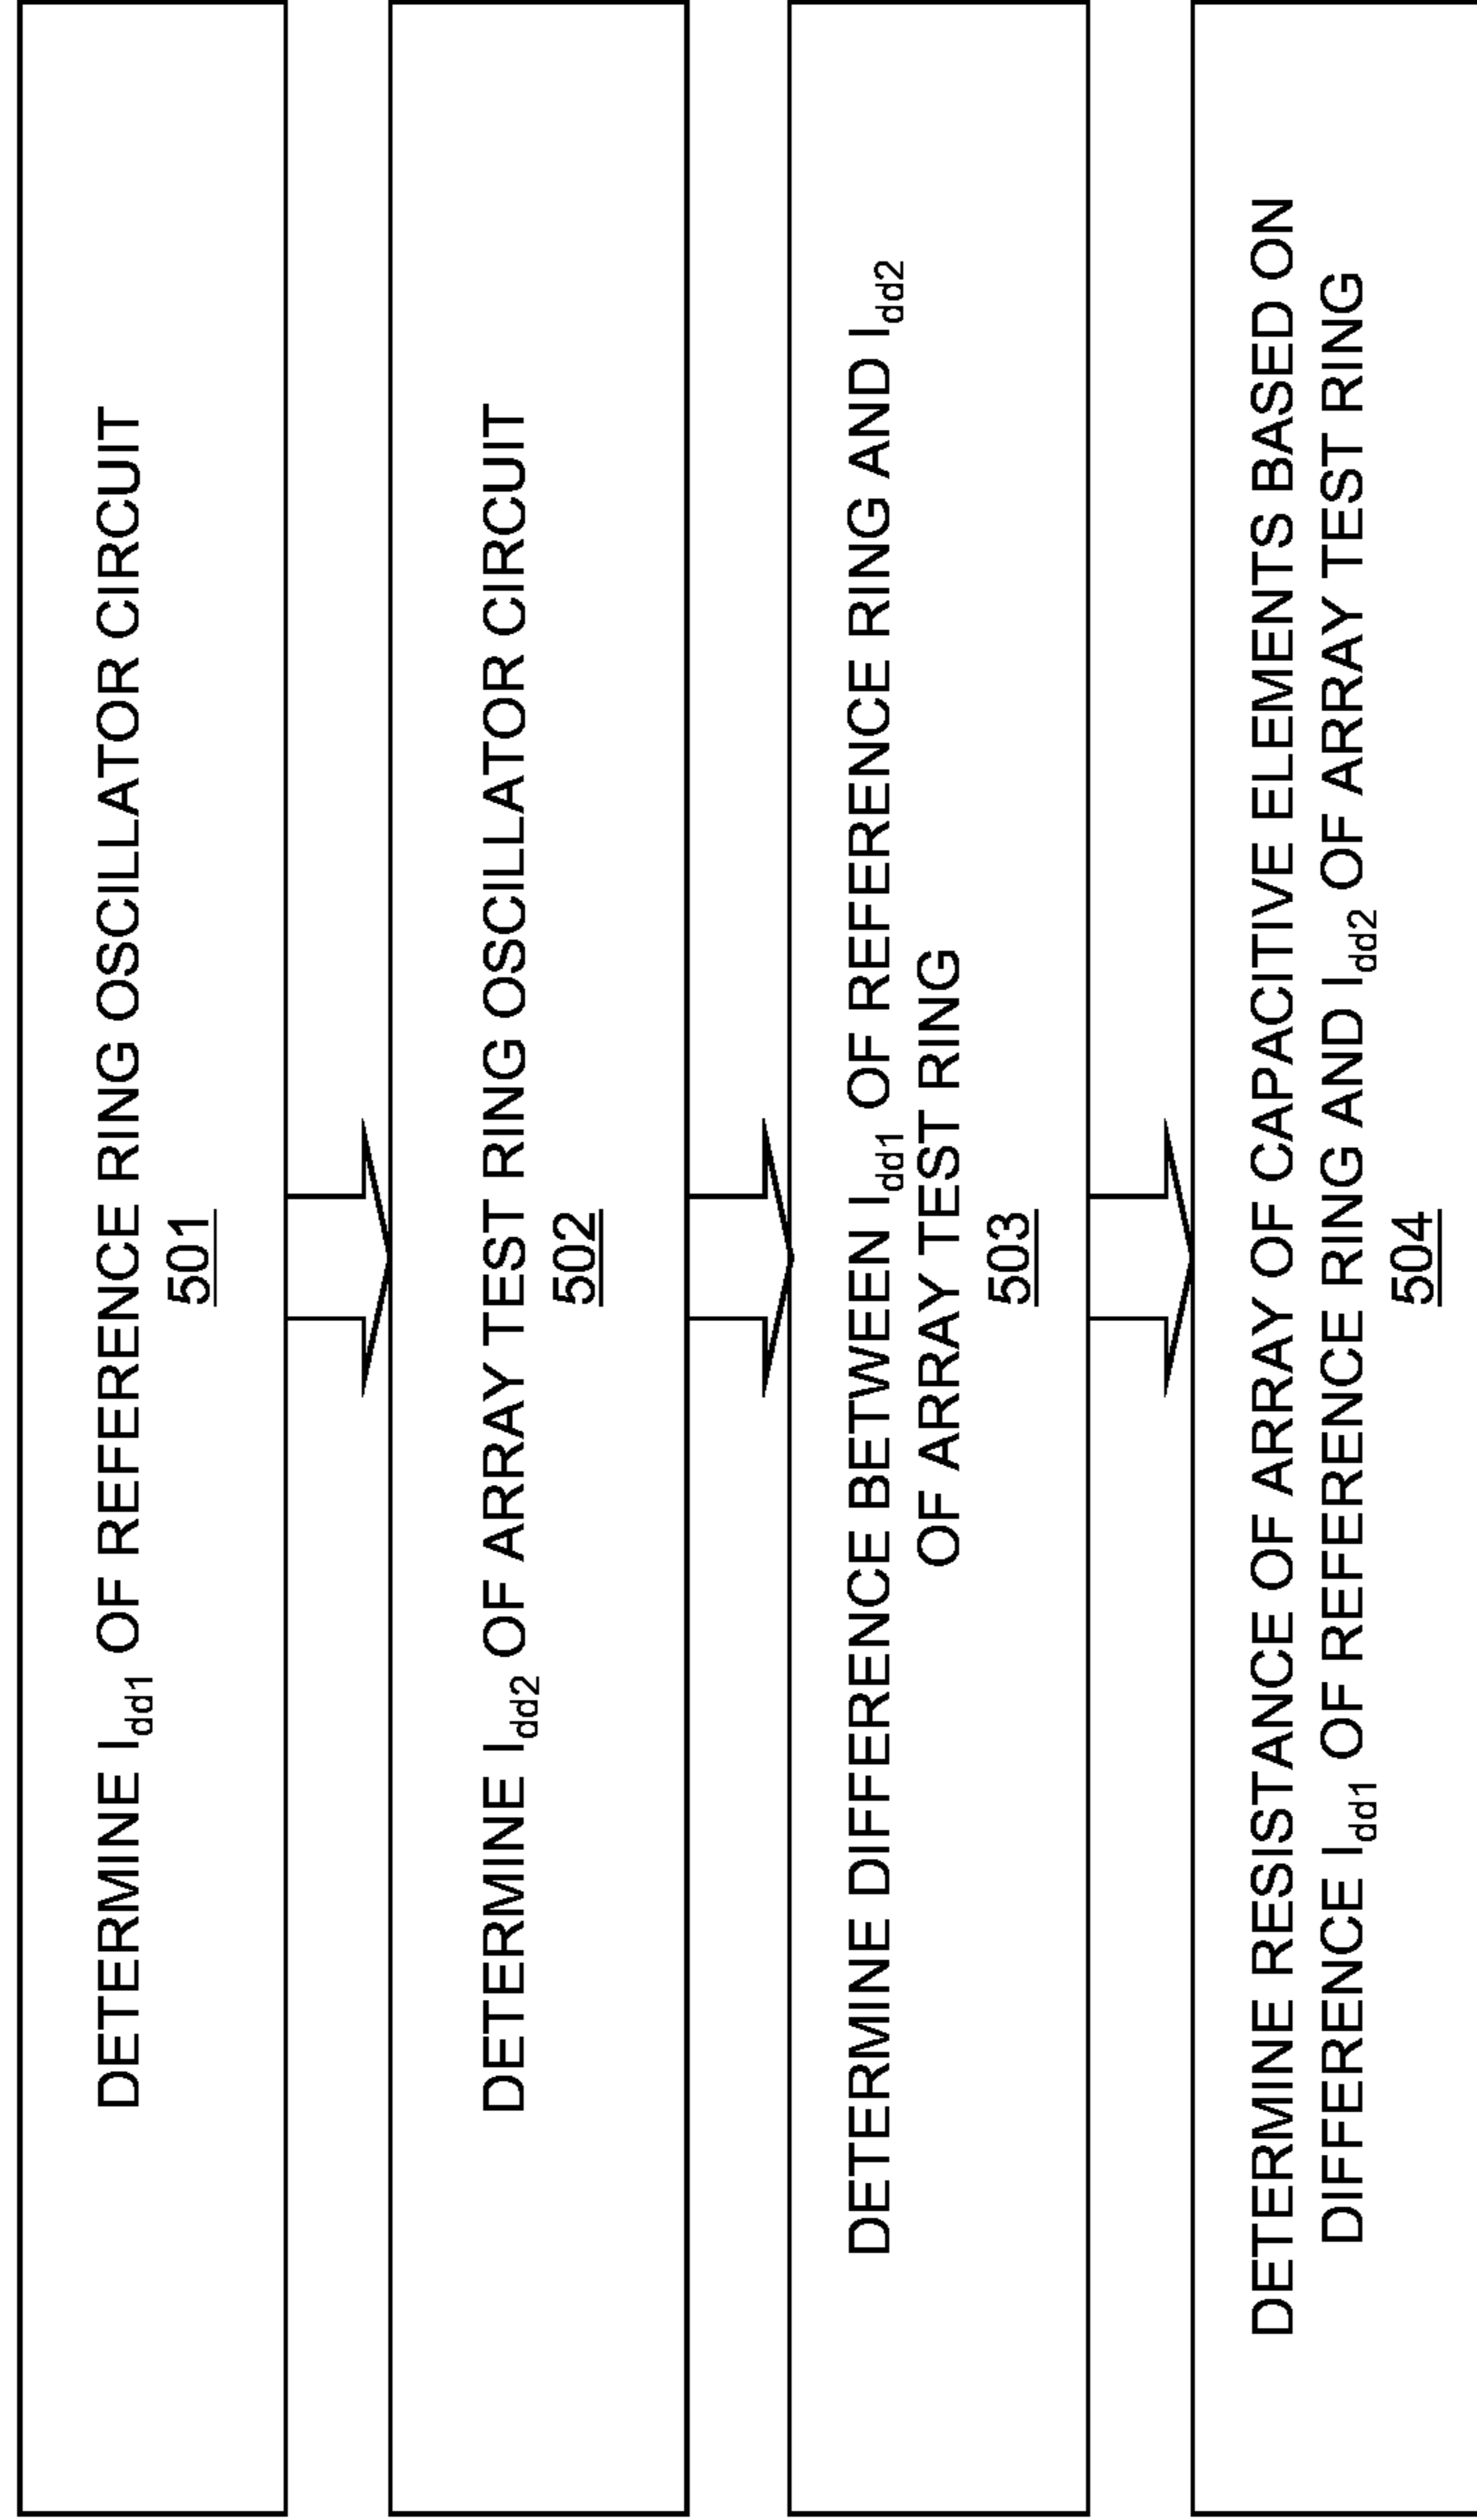 DETERMINE Idd1 OF REFERENCE RING OSCILLATOR CIRCUIT
501
DETERMINE Idd2 OF ARRAY TEST RING OSCILLATOR CIRCUIT
502
DETERMINE DIFFERENCE BETWEEN Idd1 OF REFERENCE RING AND Idd2
OF ARRAY TEST RING
503
DETERMINE RESISTANCE OF ARRAY OF CAPACITIVE ELEMENTS BASED ON
DIFFERENCE Idd1 OF REFERENCE RING AND Idd2 OF ARRAY TEST RING
504